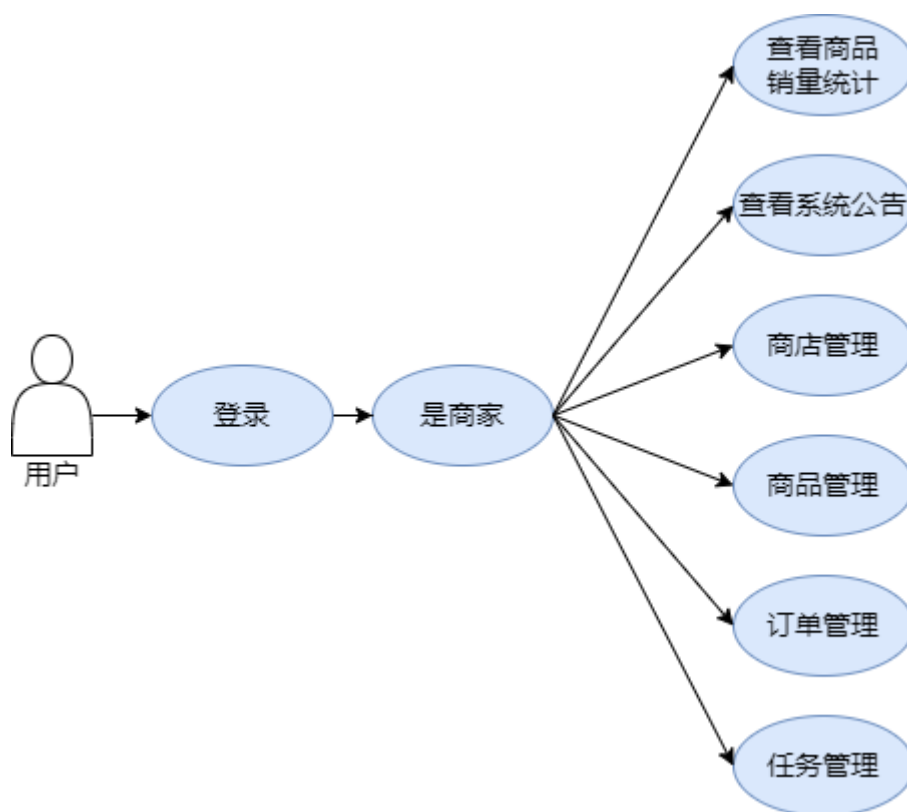 查看商品
销量统计
查看系统公告
商店管理
用户
登录
是商家
商品管理
订单管理
任务管理